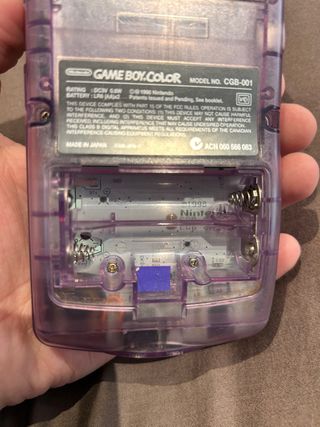 Nintendo GAME BOY COLOR MODEL NO. CGB-001
RATING : DC3V 0.6W © 1998 Nintendo
BATTERY : LR6 (AA)x2 Patents issued and Pending, See booklet.
THIS DEVICE COMPLIES WITH PART 15 OF THE FCC RULES. OPERATION IS SUBJECT
TO THE FOLLOWING TWO CONDITIONS (1) THIS DEVICE MAY NOT CAUSE HARMFUL
INTERFERENCE, AND (2) THIS DEVICE MUST ACCEPT ANY INTERFERENCE
RECEIVED, INCLUDING INTERFERENCE THAT MAY CAUSE UNDESIRED OPERATION.
THIS CLASS B DIGITAL APPARATUS MEETS ALL REQUIREMENTS OF THE CANADIAN
INTERFERENCE-CAUSING EQUIPMENT REGULATIONS.
MADE IN JAPAN ACN 060 566 083
©1998
Nintendo